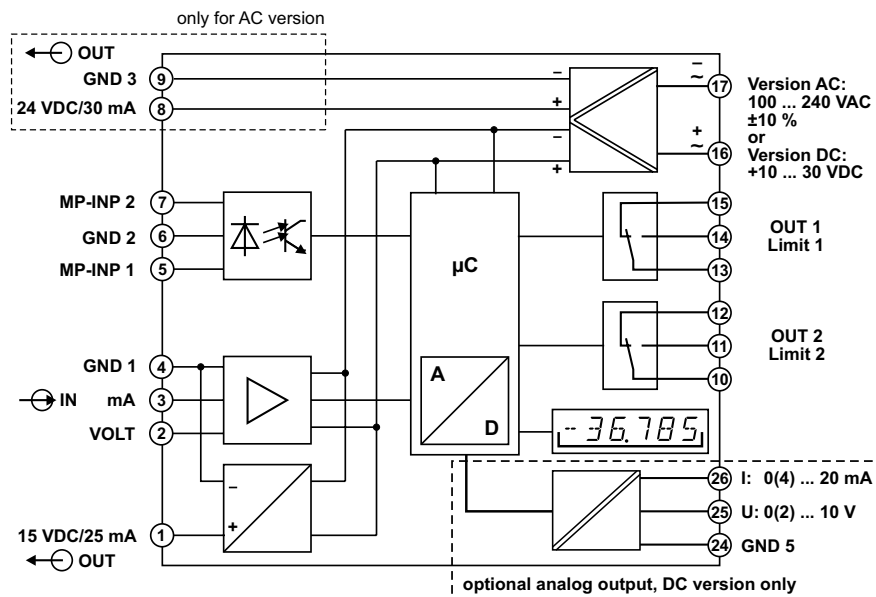 only for AC version
OUT
GND 3 9
24 VDC/30 mA 8
− 17
∼
+
−
+
+ 16
∼
Version AC:
100 ... 240 VAC
±10 %
or
Version DC:
+10 ... 30 VDC
MP-INP 2 7
GND 2 6
MP-INP 1 5
µC
15
14
13
OUT 1
Limit 1
12
11
10
OUT 2
Limit 2
GND 1 4
IN mA 3
VOLT 2
A
D
-36.785
−
+
15 VDC/25 mA 1
OUT
26 I: 0(4) ... 20 mA
25 U: 0(2) ... 10 V
24 GND 5
optional analog output, DC version only